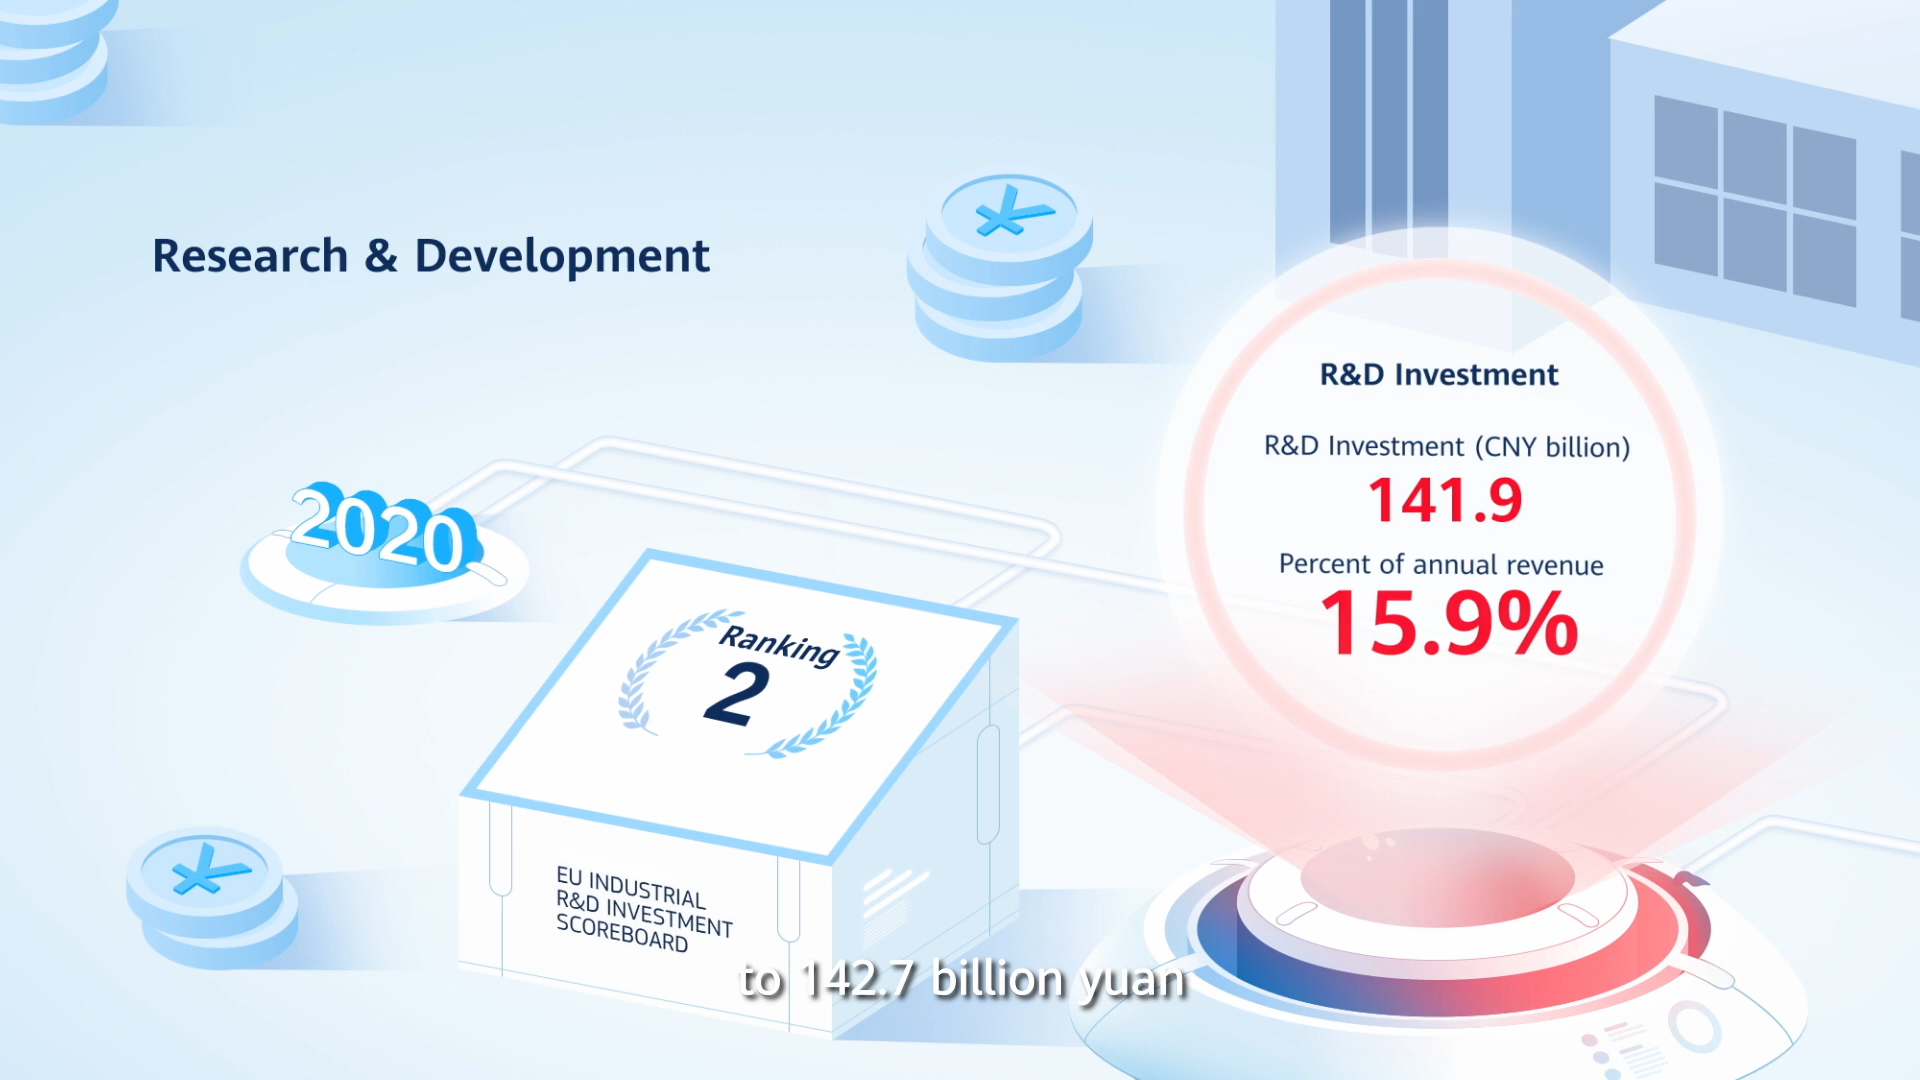 Research & Development
R&D Investment
R&D Investment (CNY billion)
141.9
Percent of annual revenue
15.9%
2020
Ranking
2
EU INDUSTRIAL
R&D INVESTMENT
SCOREBOARD
to 142.7 billion yuan